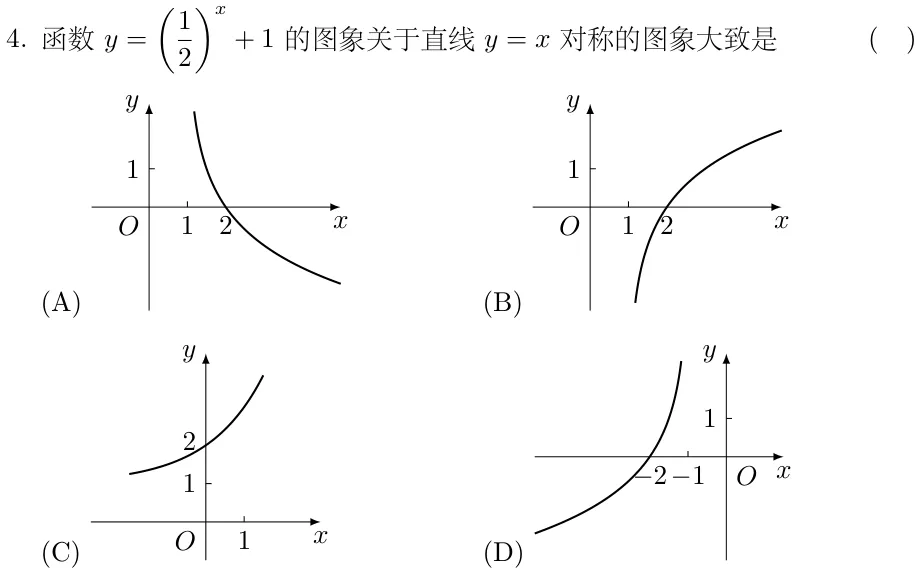 4. 函数 y = (1/2)^x + 1 的图象关于直线 y = x 对称的图象大致是 ( )
y
1
O 1 2 x
(A)
y
1
O 1 2 x
(B)
y
2
1
O 1 x
(C)
y
1
−2 −1 O x
(D)